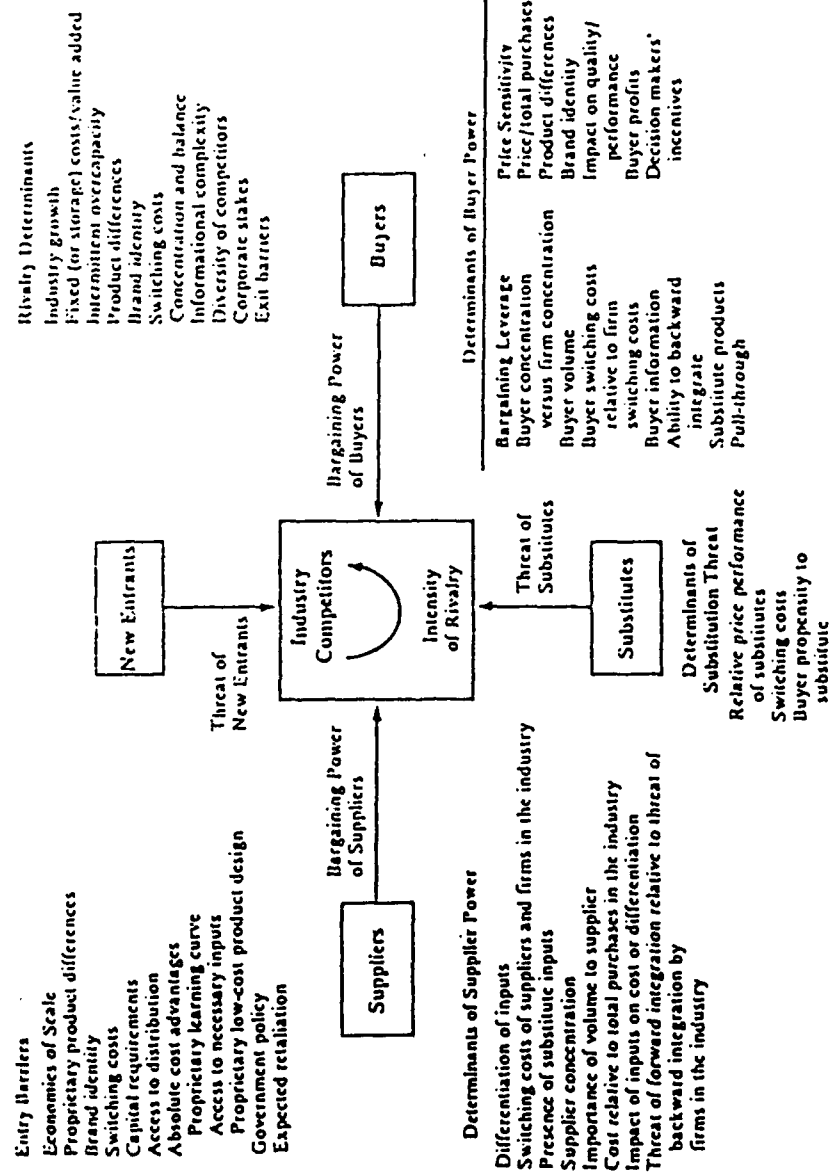 Entry Barriers
Economies of Scale
Proprietary product differences
Brand identity
Switching costs
Capital requirements
Access to distribution
Absolute cost advantages
Proprietary learning curve
Access to necessary inputs
Proprietary low-cost product design
Government policy
Expected retaliation
New Entrants
Threat of
New Entrants
Rivalry Determinants
Industry growth
Fixed (or storage) costs/value added
Intermittent overcapacity
Product differences
Brand identity
Switching costs
Concentration and balance
Informational complexity
Diversity of competitors
Corporate stakes
Exit barriers
Suppliers
Bargaining Power
of Suppliers
Industry
Competitors
Intensity
of Rivalry
Bargaining Power
of Buyers
Buyers
Determinants of Supplier Power
Differentiation of inputs
Switching costs of suppliers and firms in the industry
Presence of substitute inputs
Supplier concentration
Importance of volume to supplier
Cost relative to total purchases in the industry
Impact of inputs on cost or differentiation
Threat of forward integration relative to threat of
backward integration by
firms in the industry
Threat of
Substitutes
Substitutes
Determinants of
Substitution Threat
Relative price performance
of substitutes
Switching costs
Buyer propensity to
substitute
Determinants of Buyer Power
Bargaining Leverage
Buyer concentration
versus firm concentration
Buyer volume
Buyer switching costs
relative to firm
switching costs
Buyer information
Ability to backward
integrate
Substitute products
Pull-through
Price Sensitivity
Price/total purchases
Product differences
Brand identity
Impact on quality/
performance
Buyer profits
Decision makers'
incentives